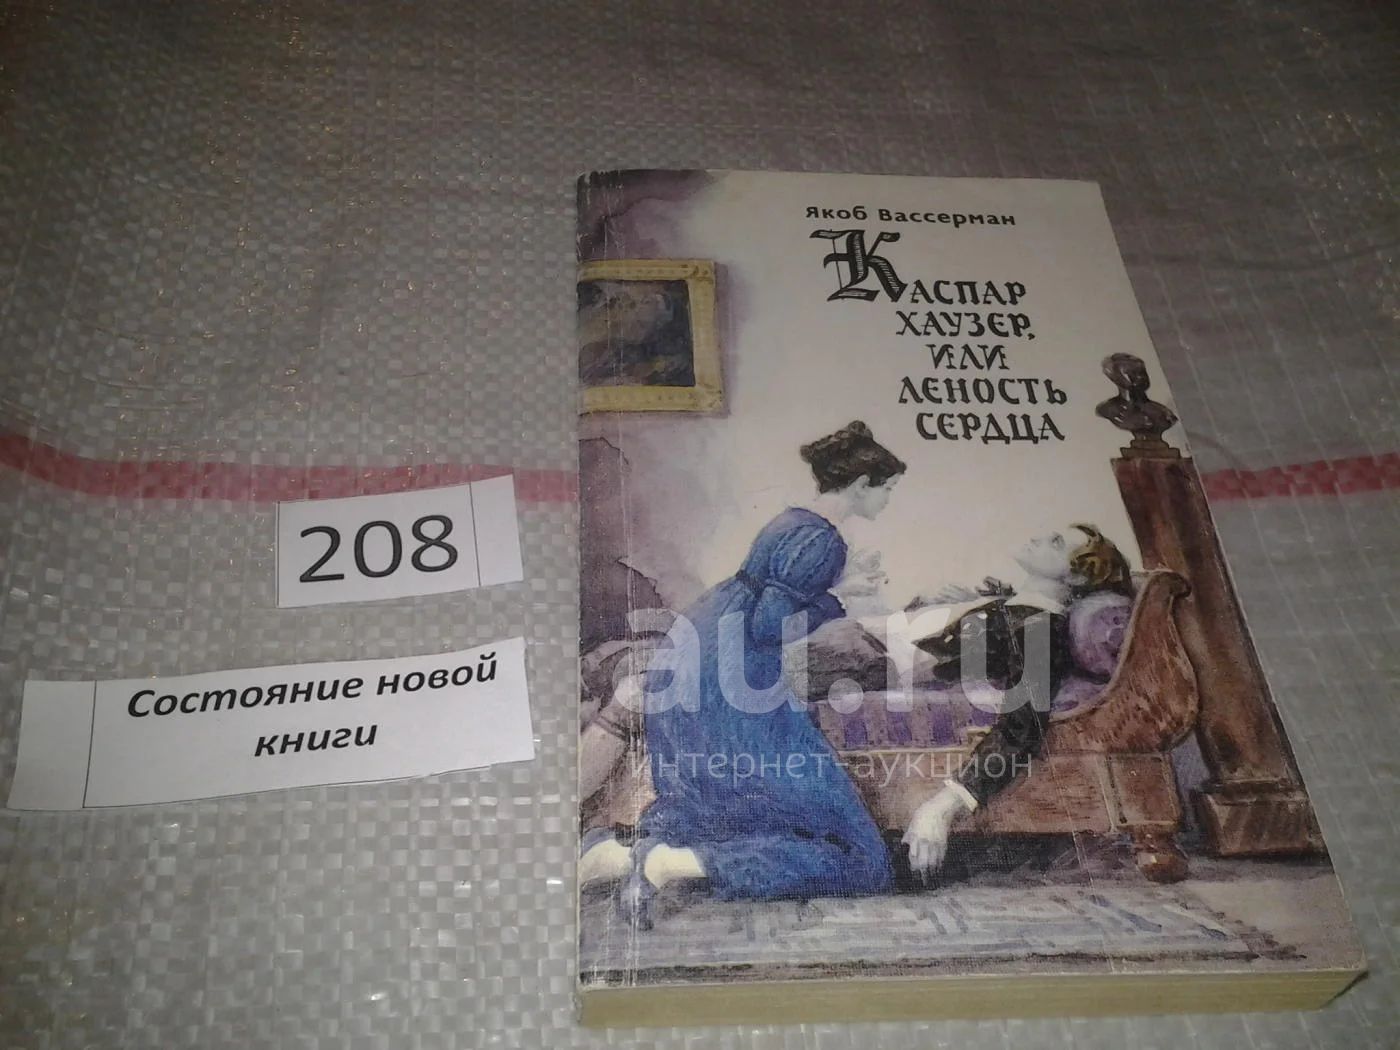 Якоб Вассерман
КАСПАР
ХАУЗЕР,
ИЛИ
ЛЕНОСТЬ
СЕРДЦА
208
Состояние новой
книги
au.ru
интернет-аукцион